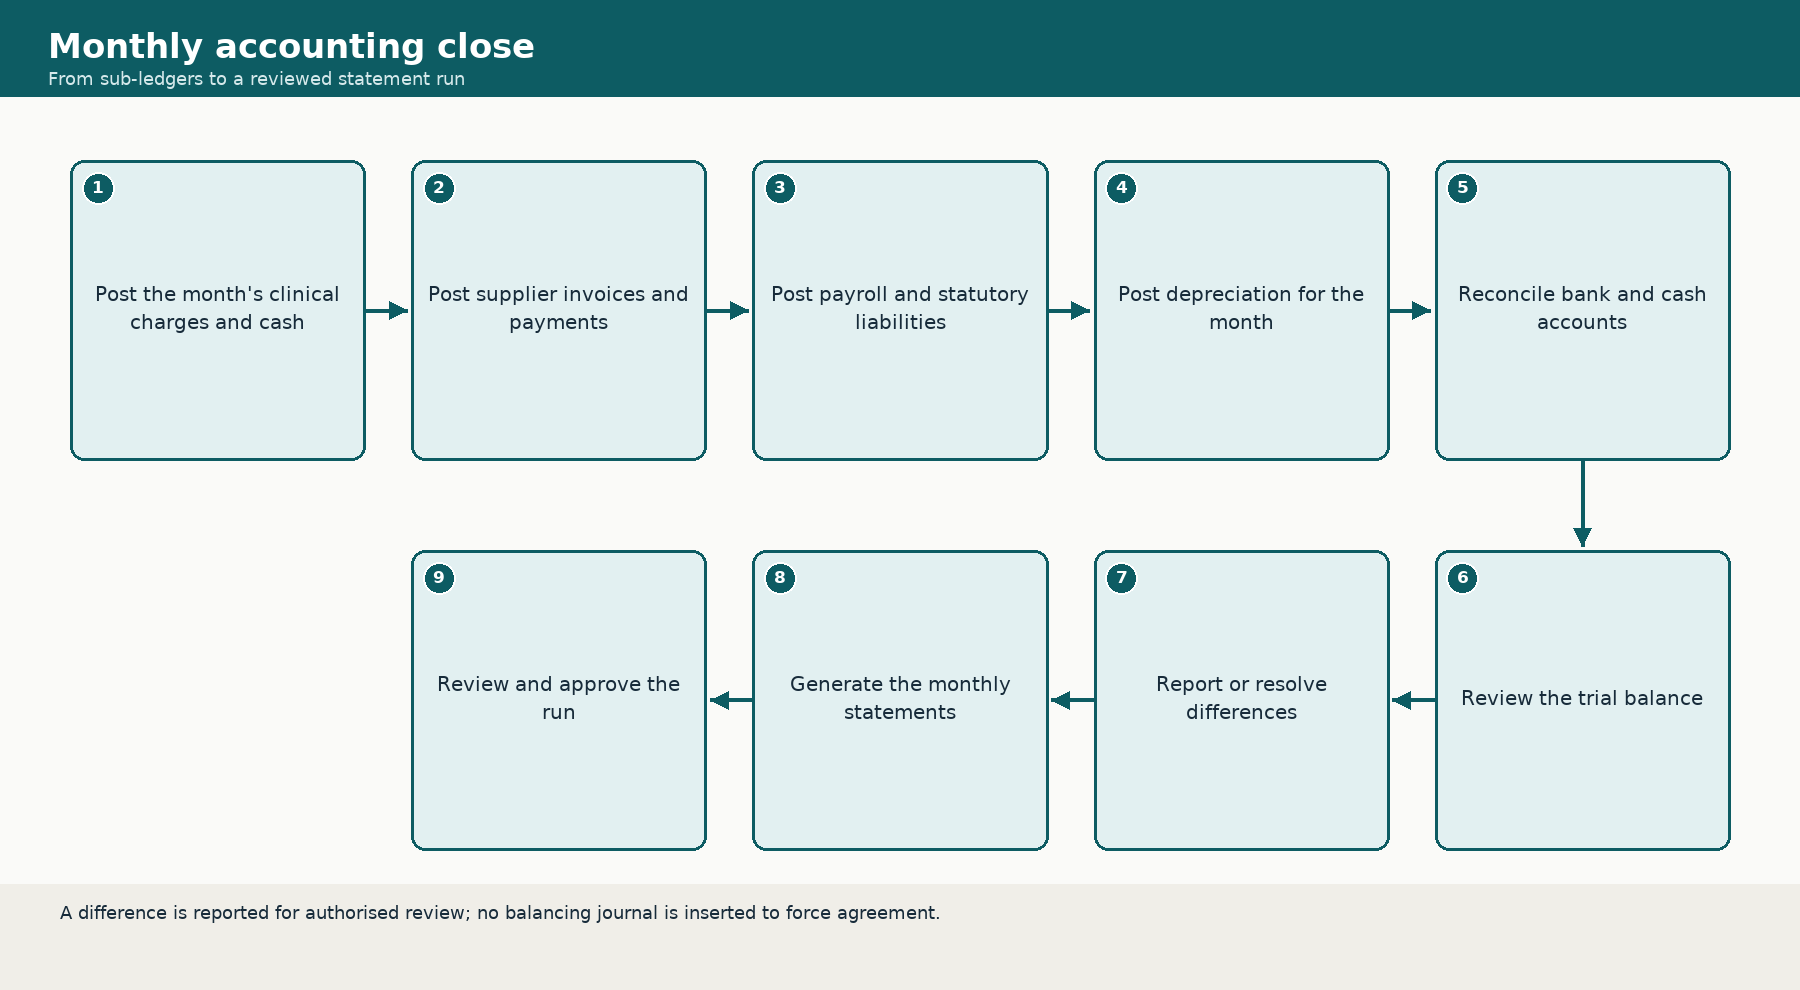 Monthly accounting close
From sub-ledgers to a reviewed statement run
1
Post the month's clinical
charges and cash
2
Post supplier invoices and
payments
3
Post payroll and statutory
liabilities
4
Post depreciation for the
month
5
Reconcile bank and cash
accounts
6
Review the trial balance
7
Report or resolve
differences
8
Generate the monthly
statements
9
Review and approve the
run
A difference is reported for authorised review; no balancing journal is inserted to force agreement.